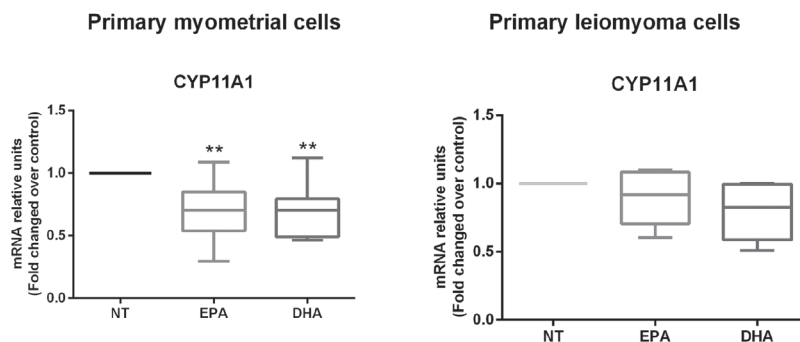 Primary myometrial cells
CYP11A1
mRNA relative units
(Fold changed over control)
1.5
1.0
0.5
0.0
**
**
NT
EPA
DHA
Primary leiomyoma cells
CYP11A1
mRNA relative units
(Fold changed over control)
1.5
1.0
0.5
0.0
NT
EPA
DHA